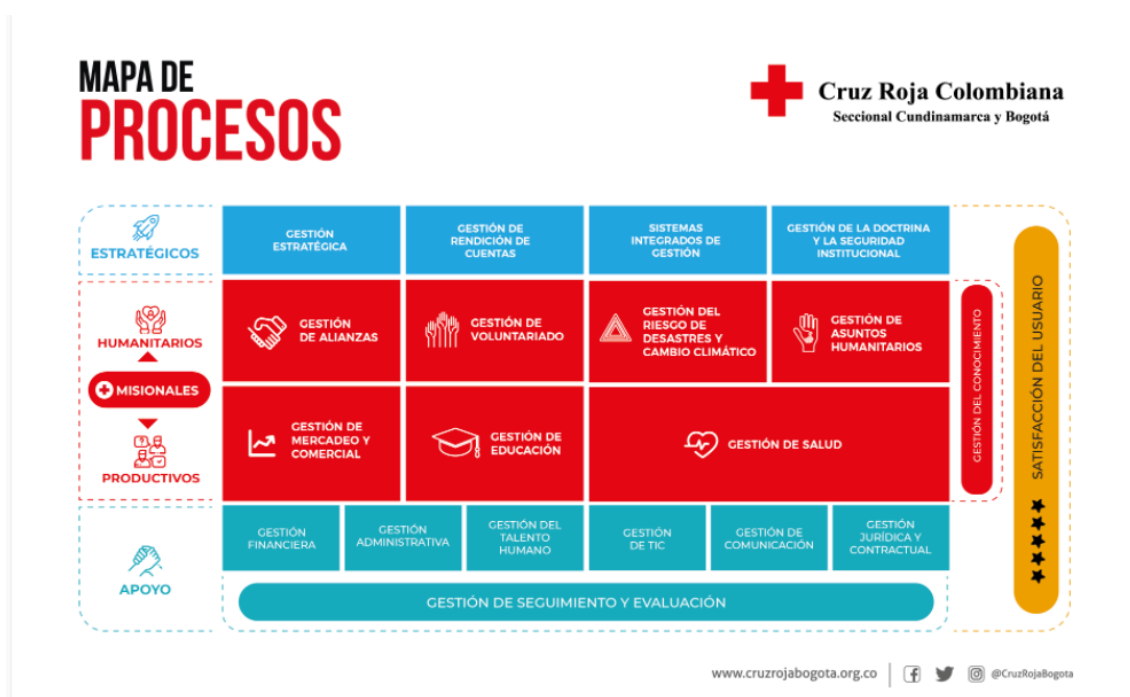 MAPA DE
PROCESOS
Cruz Roja Colombiana
Seccional Cundinamarca y Bogotá
ESTRATÉGICOS
GESTIÓN
ESTRATÉGICA
GESTIÓN DE
RENDICIÓN DE
CUENTAS
SISTEMAS
INTEGRADOS DE
GESTIÓN
GESTIÓN DE LA DOCTRINA
Y LA SEGURIDAD
INSTITUCIONAL
HUMANITARIOS
MISIONALES
PRODUCTIVOS
GESTIÓN
DE ALIANZAS
GESTIÓN DE
VOLUNTARIADO
GESTIÓN DEL
RIESGO DE
DESASTRES Y
CAMBIO CLIMÁTICO
GESTIÓN DE
ASUNTOS
HUMANITARIOS
GESTIÓN DE
MERCADEO Y
COMERCIAL
GESTIÓN DE
EDUCACIÓN
GESTIÓN DE SALUD
GESTIÓN DEL CONOCIMIENTO
SATISFACCIÓN DEL USUARIO
APOYO
GESTIÓN
FINANCIERA
GESTIÓN
ADMINISTRATIVA
GESTIÓN DEL
TALENTO
HUMANO
GESTIÓN
DE TIC
GESTIÓN DE
COMUNICACIÓN
GESTIÓN
JURÍDICA Y
CONTRACTUAL
GESTIÓN DE SEGUIMIENTO Y EVALUACIÓN
www.cruzrojabogota.org.co
@CruzRojaBogota